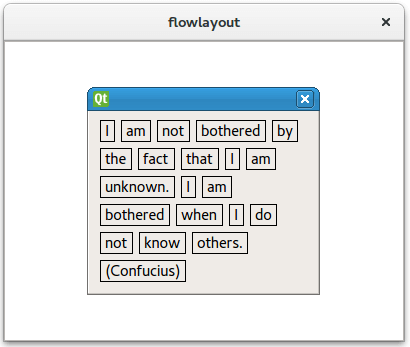 flowlayout
Qt
I am not bothered by
the fact that I am
unknown. I am
bothered when I do
not know others.
(Confucius)